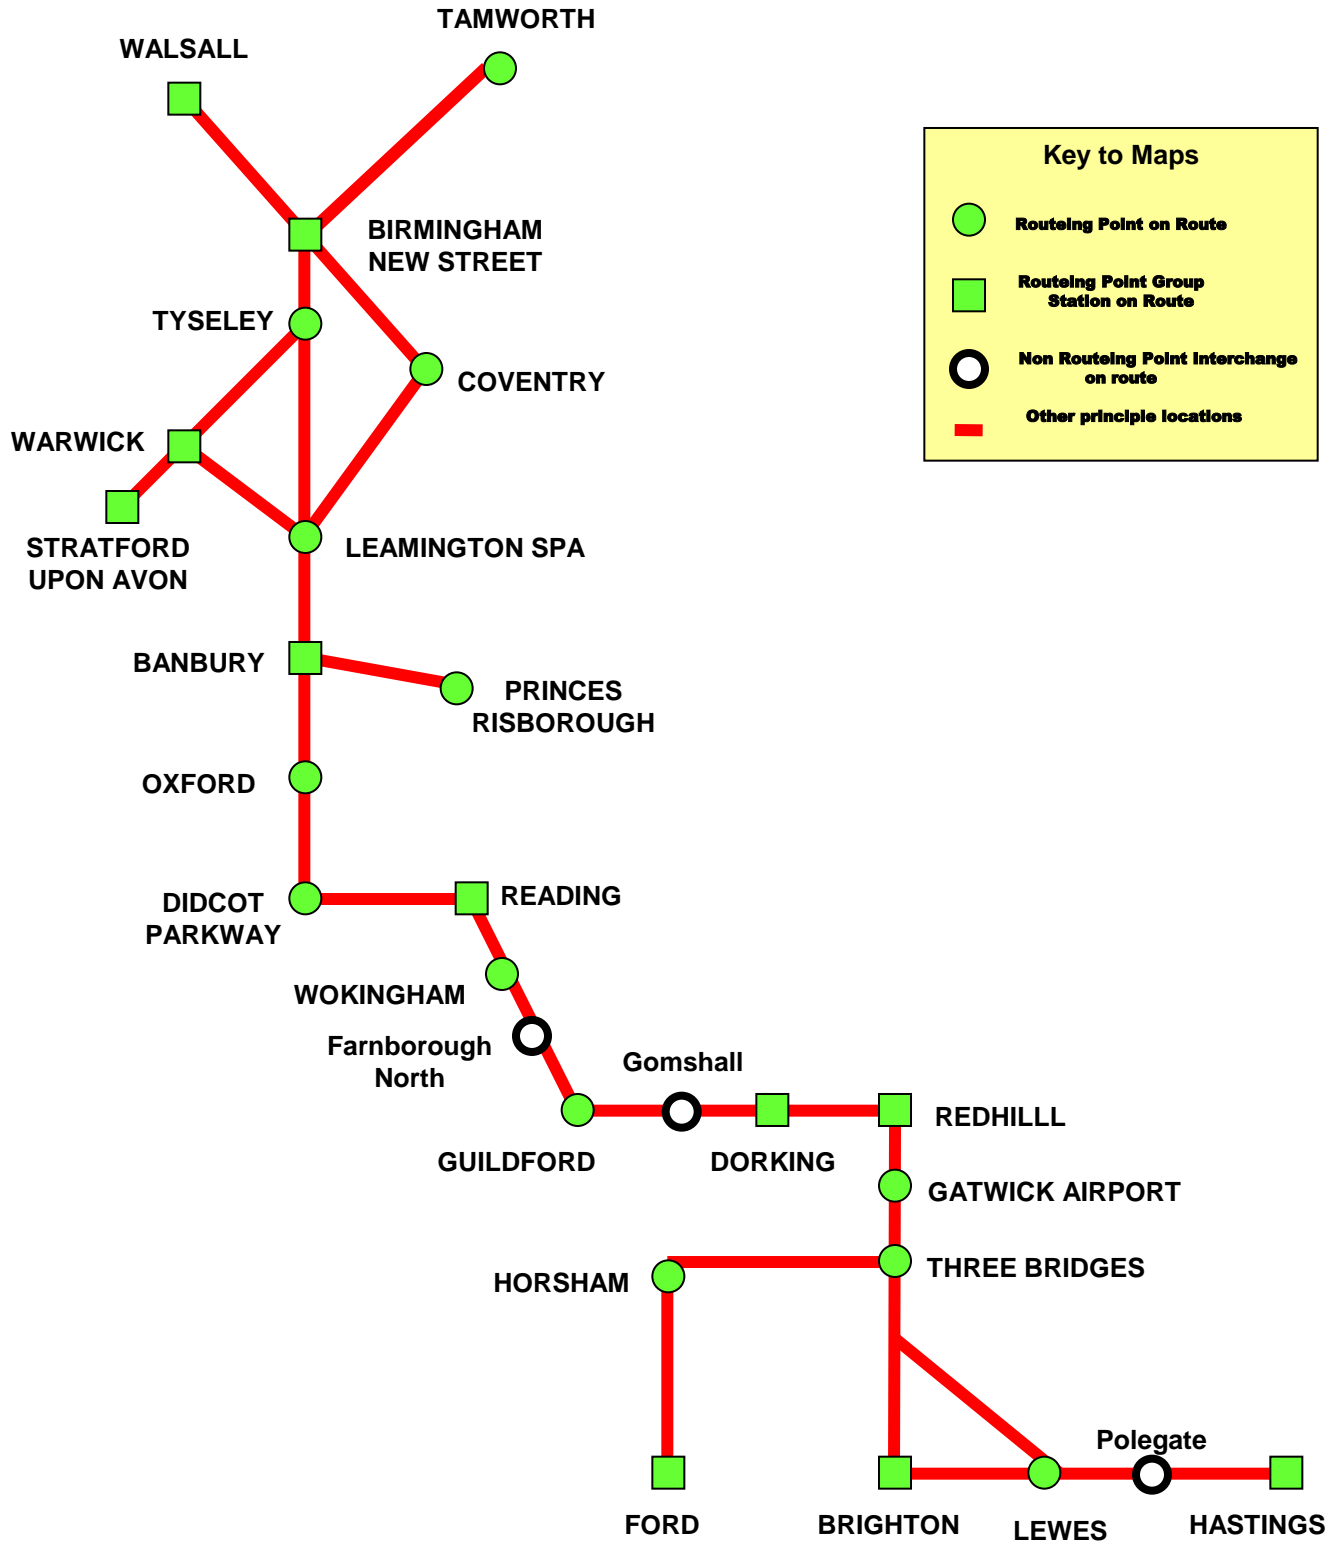 TAMWORTH
WALSALL
Key to Maps
Routeing Point on Route
Routeing Point Group
Station on Route
Non Routeing Point Interchange
on route
Other principle locations
BIRMINGHAM
NEW STREET
TYSELEY
COVENTRY
WARWICK
STRATFORD
UPON AVON
LEAMINGTON SPA
BANBURY
PRINCES
RISBOROUGH
OXFORD
DIDCOT
PARKWAY
READING
WOKINGHAM
Farnborough
North
Gomshall
GUILDFORD
DORKING
REDHILLL
GATWICK AIRPORT
THREE BRIDGES
HORSHAM
Polegate
FORD
BRIGHTON
LEWES
HASTINGS